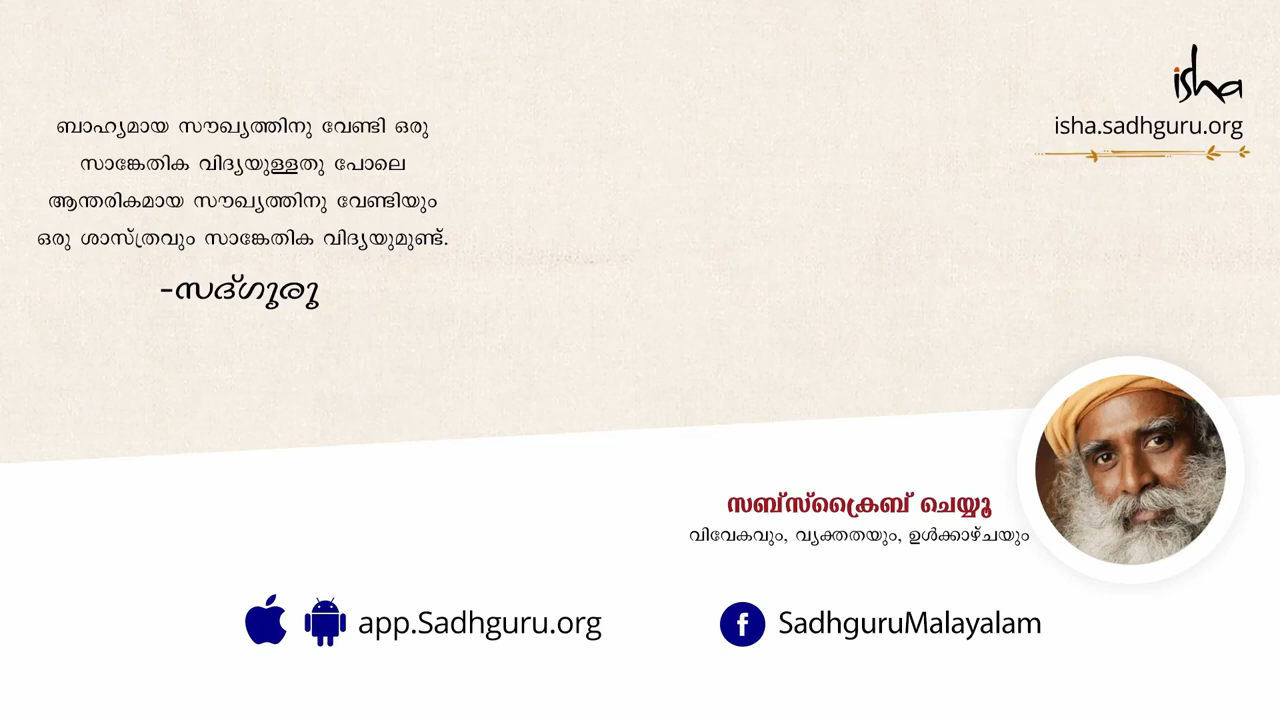 ബാഹ്യമായ സൗഖ്യത്തിനു വേണ്ടി ഒരു
സാങ്കേതിക വിദ്യയുള്ളതു പോലെ
ആന്തരികമായ സൗഖ്യത്തിനു വേണ്ടിയും
ഒരു ശാസ്ത്രവും സാങ്കേതിക വിദ്യയുമുണ്ട്.
-സദ്ഗുരു
isha
isha.sadhguru.org
സബ്സ്ക്രൈബ് ചെയ്യൂ
വിവേകവും, വ്യക്തതയും, ഉൾക്കാഴ്ചയും
app.Sadhguru.org
f SadhguruMalayalam